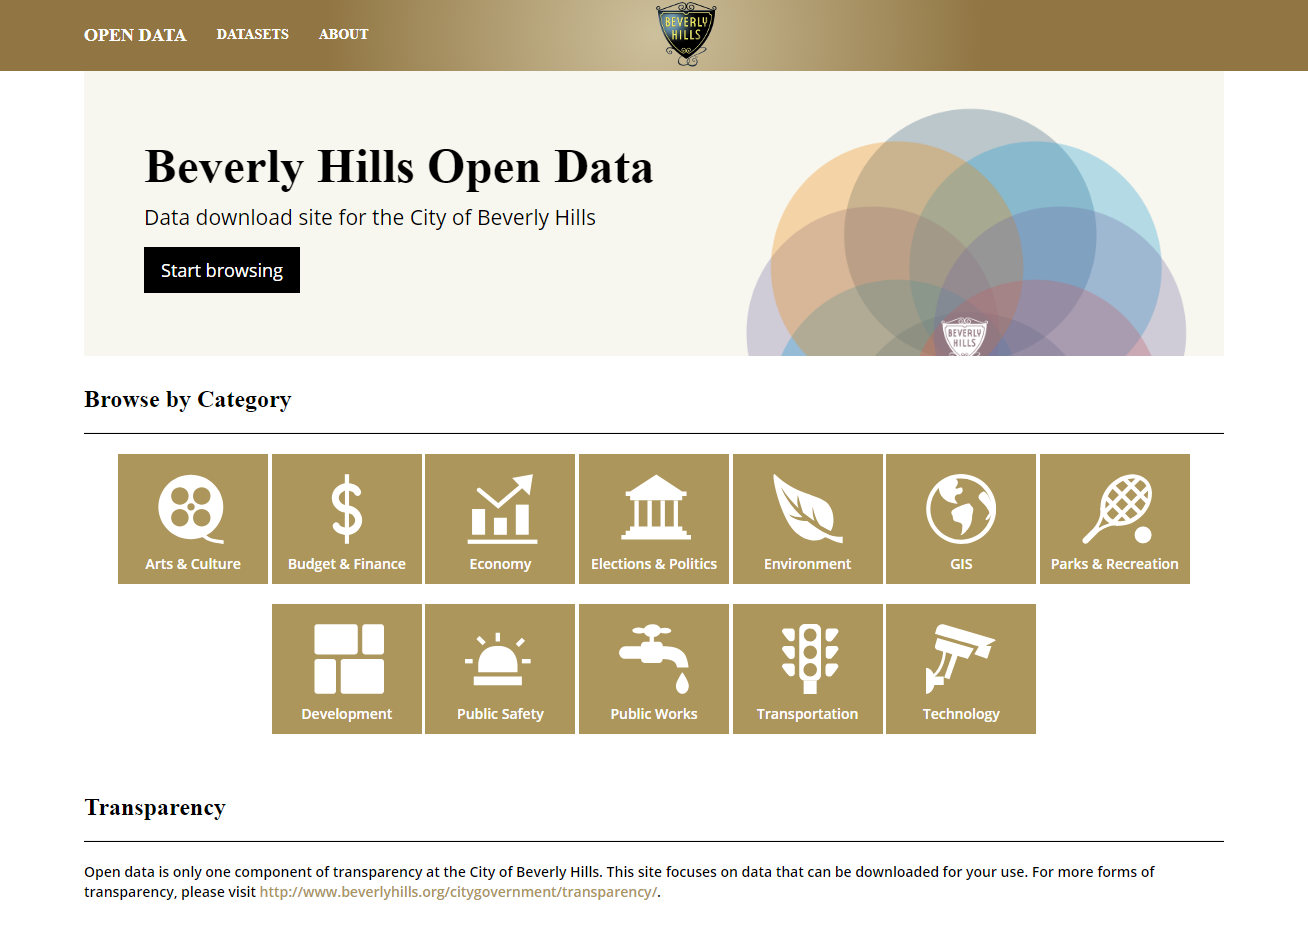 OPEN DATA DATASETS ABOUT
BEVERLY
HILLS
Beverly Hills Open Data
Data download site for the City of Beverly Hills
Start browsing
BEVERLY
HILLS
Browse by Category
Arts & Culture Budget & Finance Economy Elections & Politics Environment GIS Parks & Recreation
Development Public Safety Public Works Transportation Technology
Transparency
Open data is only one component of transparency at the City of Beverly Hills. This site focuses on data that can be downloaded for your use. For more forms of
transparency, please visit http://www.beverlyhills.org/citygovernment/transparency/.